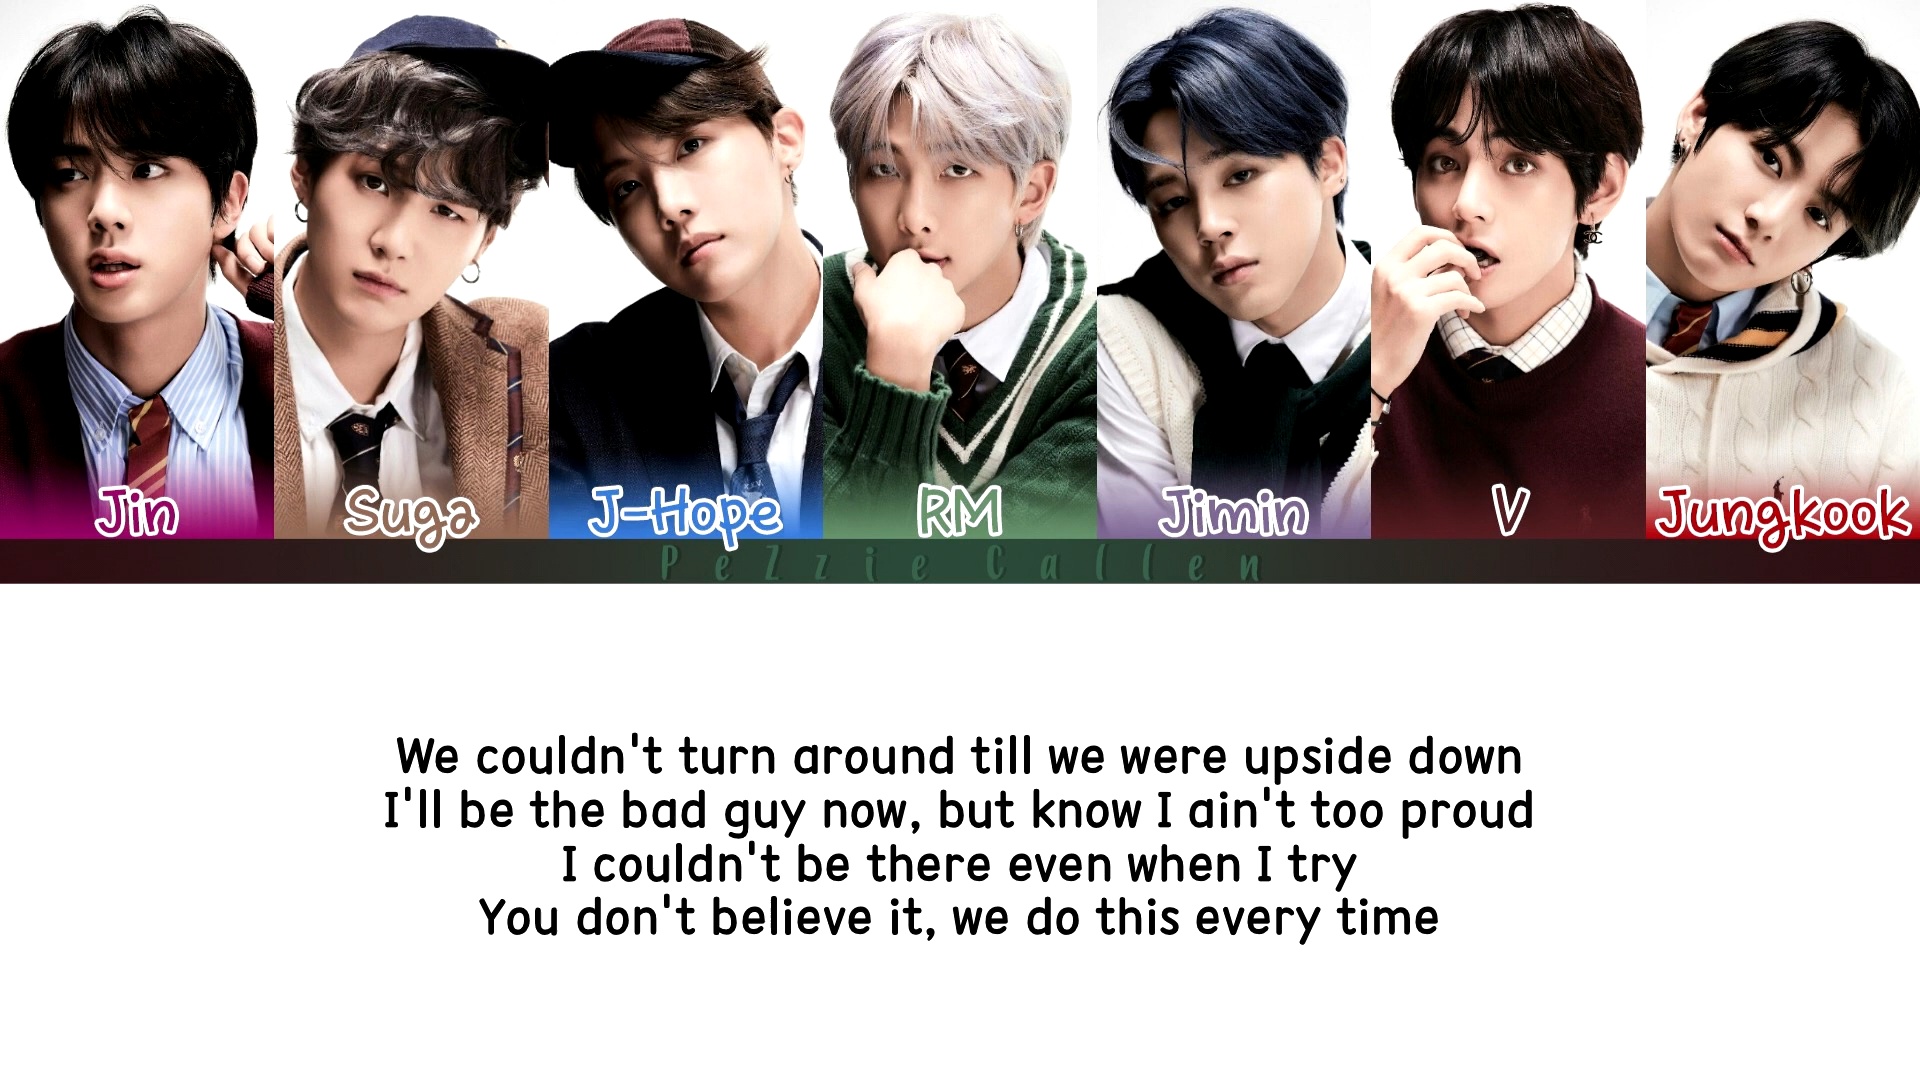 Jin Suga J-Hope RM Jimin V Jungkook
PeZzie Callen
We couldn't turn around till we were upside down
I'll be the bad guy now, but know I ain't too proud
I couldn't be there even when I try
You don't believe it, we do this every time